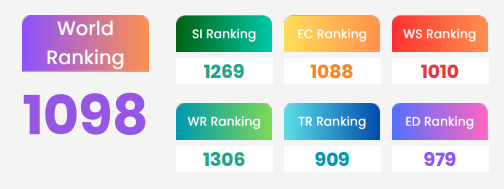 World
Ranking
1098
SI Ranking
1269
EC Ranking
1088
WS Ranking
1010
WR Ranking
1306
TR Ranking
909
ED Ranking
979